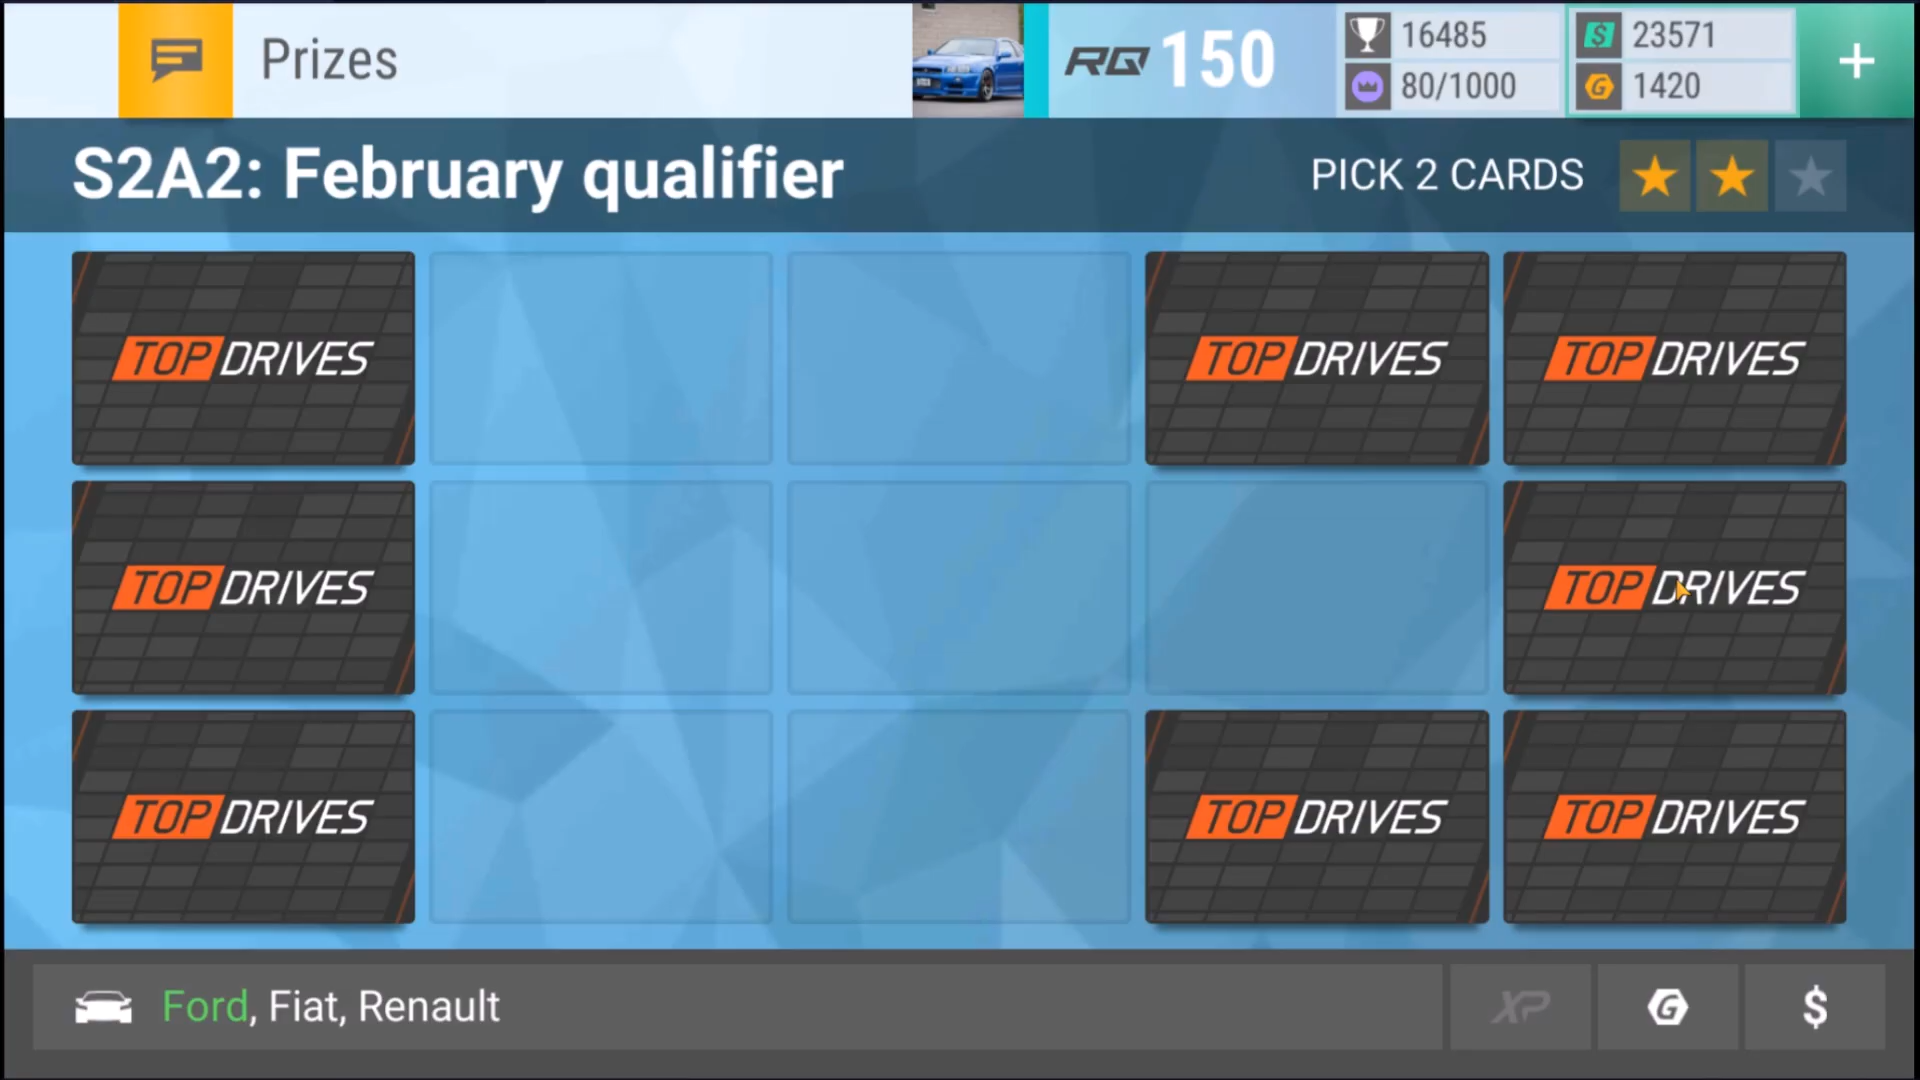 Prizes
RQ 150
16485
80/1000
23571
1420
+
S2A2: February qualifier
PICK 2 CARDS
TOP DRIVES
TOP DRIVES
TOP DRIVES
TOP DRIVES
TOP DRIVES
TOP DRIVES
TOP DRIVES
TOP DRIVES
Ford, Fiat, Renault
XP
G
$